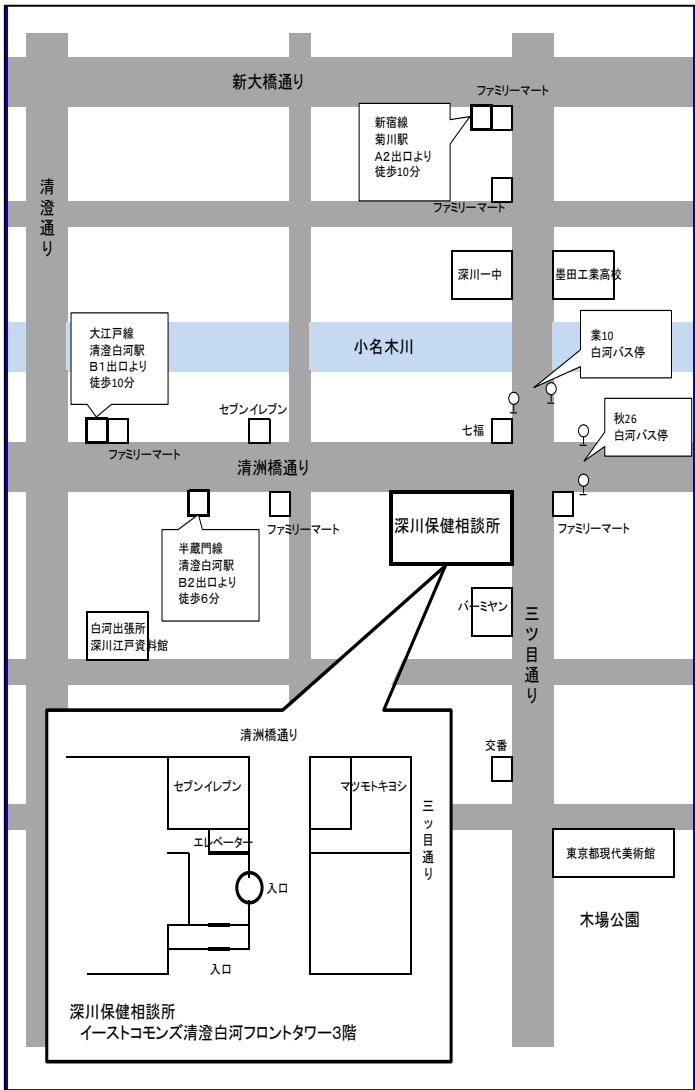 新大橋通り
ファミリーマート
新宿線
菊川駅
A2出口より
徒歩10分
清澄通り
ファミリーマート
深川一中
墨田工業高校
大江戸線
清澄白河駅
B1出口より
徒歩10分
小名木川
業10
白河バス停
セブンイレブン
七福
秋26
白河バス停
ファミリーマート
清洲橋通り
深川保健相談所
ファミリーマート
ファミリーマート
半蔵門線
清澄白河駅
B2出口より
徒歩6分
バーミヤン
三ツ目通り
白河出張所
深川江戸資料館
清洲橋通り
交番
セブンイレブン
マツモトキヨシ
三ッ目通り
エレベーター
入口
東京都現代美術館
木場公園
入口
深川保健相談所
イーストコモンズ清澄白河フロントタワー3階